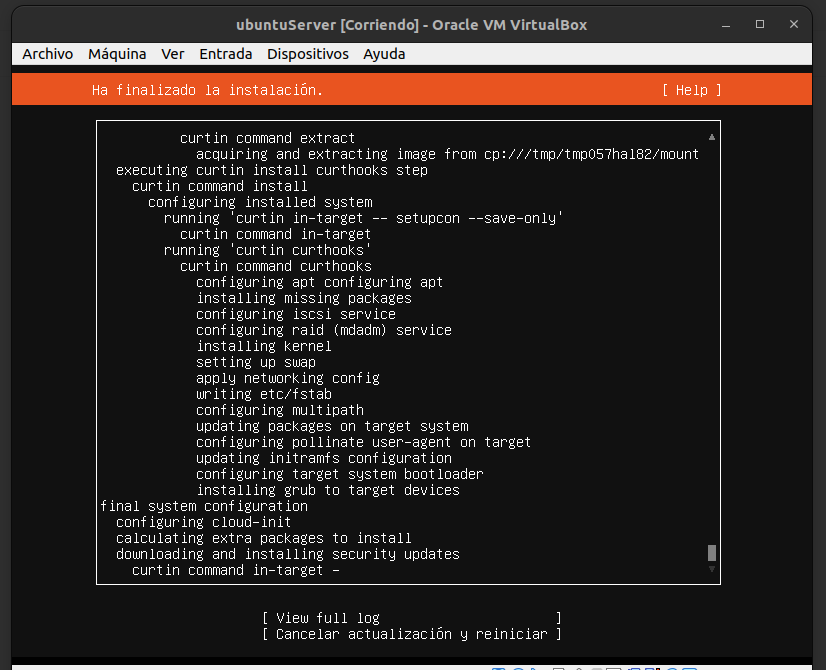 ubuntuServer [Corriendo] - Oracle VM VirtualBox
Archivo Máquina Ver Entrada Dispositivos Ayuda
Ha finalizado la instalación. [ Help ]
curtin command extract
acquiring and extracting image from cp:///tmp/tmp057hal82/mount
executing curtin install curthooks step
curtin command install
configuring installed system
running 'curtin in-target -- setupcon --save-only'
curtin command in-target
running 'curtin curthooks'
curtin command curthooks
configuring apt configuring apt
installing missing packages
configuring iscsi service
configuring raid (mdadm) service
installing kernel
setting up swap
apply networking config
writing etc/fstab
configuring multipath
updating packages on target system
configuring pollinate user-agent on target
updating initramfs configuration
configuring target system bootloader
installing grub to target devices
final system configuration
configuring cloud-init
calculating extra packages to install
downloading and installing security updates
curtin command in-target -
[ View full log ]
[ Cancelar actualización y reiniciar ]